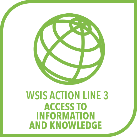 WSIS ACTION LINE 3
ACCESS TO
INFORMATION
AND KNOWLEDGE